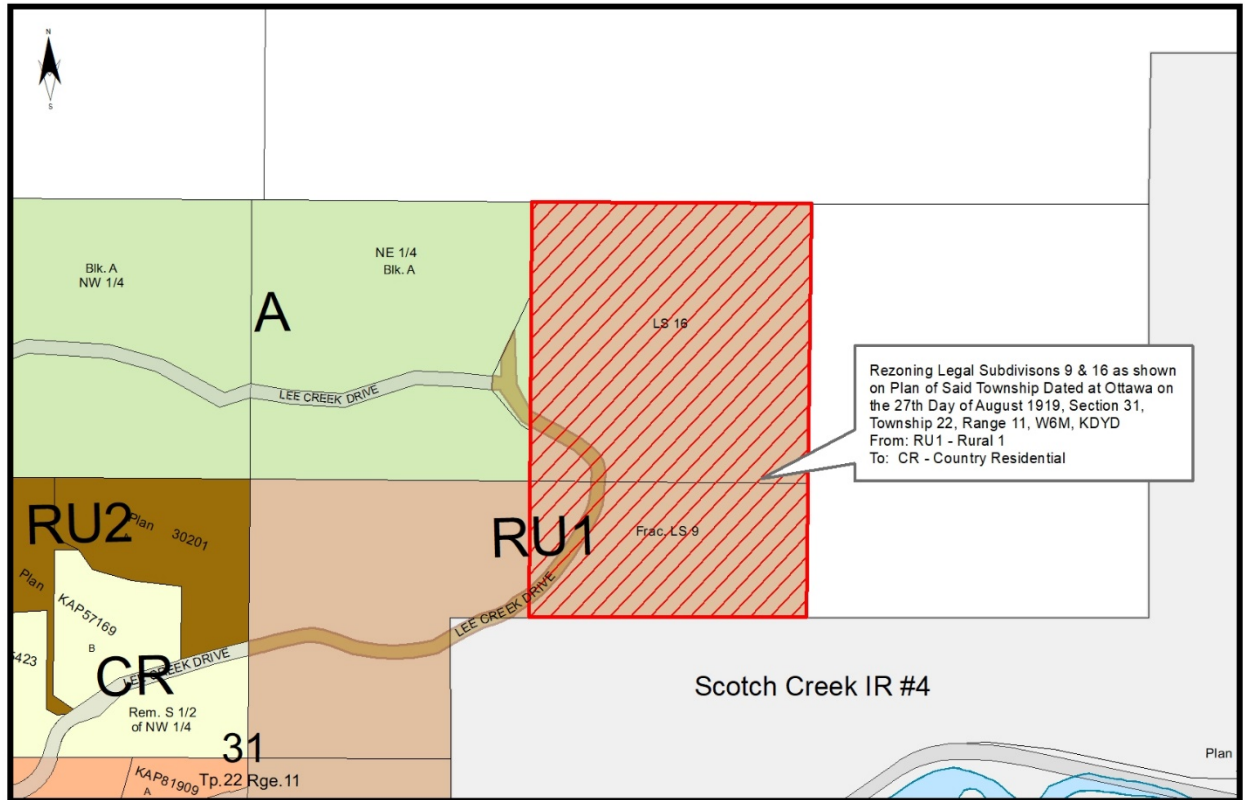 N
S
Blk. A
NW 1/4
NE 1/4
Blk. A
A
LS 16
LEE CREEK DRIVE
Rezoning Legal Subdivisons 9 & 16 as shown
on Plan of Said Township Dated at Ottawa on
the 27th Day of August 1919, Section 31,
Township 22, Range 11, W6M, KDYD
From: RU1 - Rural 1
To: CR - Country Residential
RU2
Plan 30201
RU1
Frac. LS 9
Plan
KAP57169
B
LEE CREEK DRIVE
5423
CR
LEE CREEK DRIVE
Rem. S 1/2
of NW 1/4
Scotch Creek IR #4
31
Tp.22 Rge.11
KAP81909
A
Plan